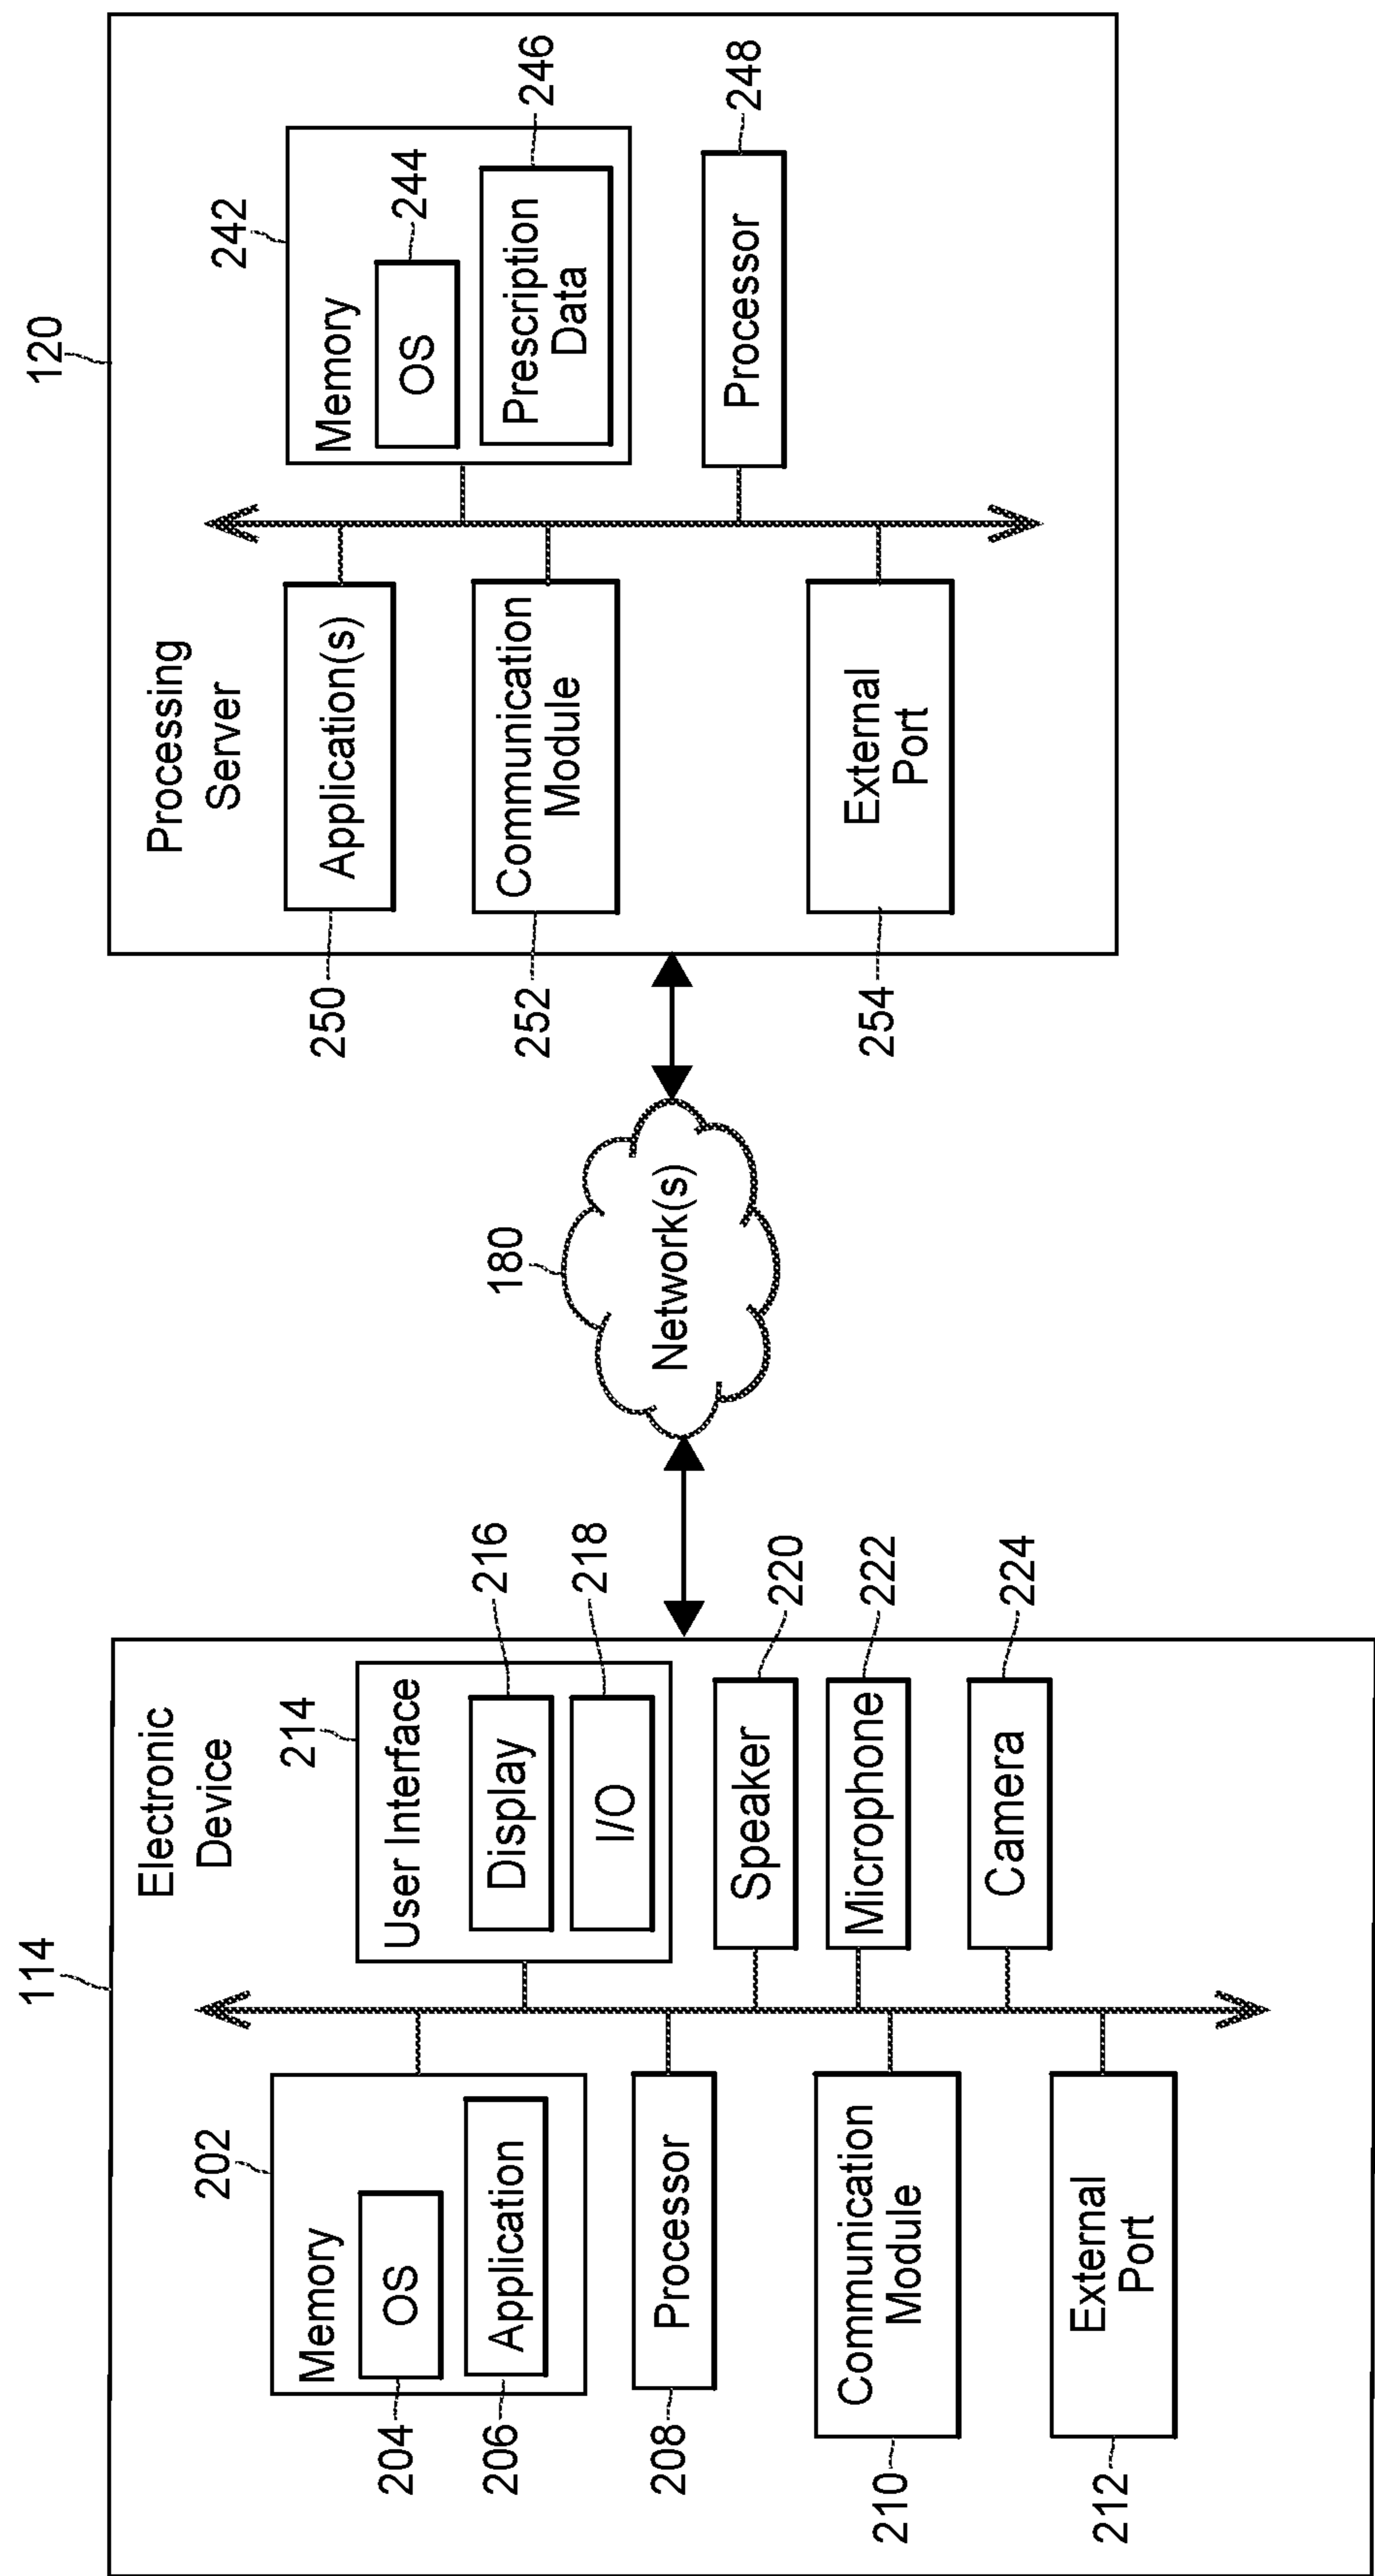 114
Electronic
Device
202
Memory
OS
204
Application
206
Processor
208
Communication
Module
210
External
Port
212
214
User Interface
Display
216
I/O
218
Speaker
220
Microphone
222
Camera
224
180
Network(s)
120
Processing
Server
Application(s)
250
Communication
Module
252
External
Port
254
242
Memory
OS
244
Prescription
Data
246
Processor
248